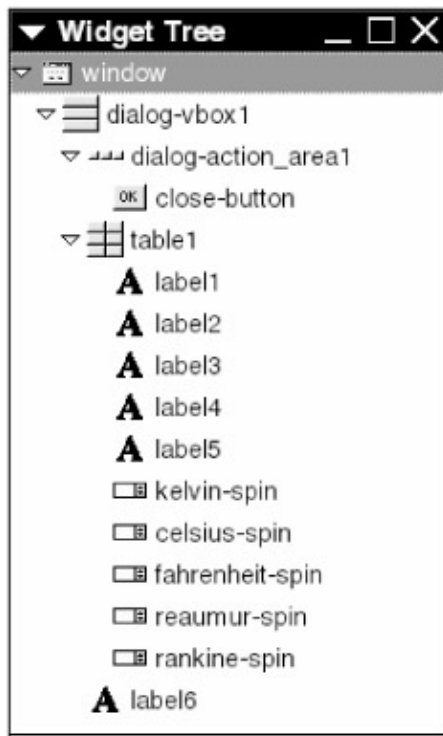 Widget Tree
window
dialog-vbox1
dialog-action_area1
OK close-button
table1
A label1
A label2
A label3
A label4
A label5
kelvin-spin
celsius-spin
fahrenheit-spin
reaumur-spin
rankine-spin
A label6